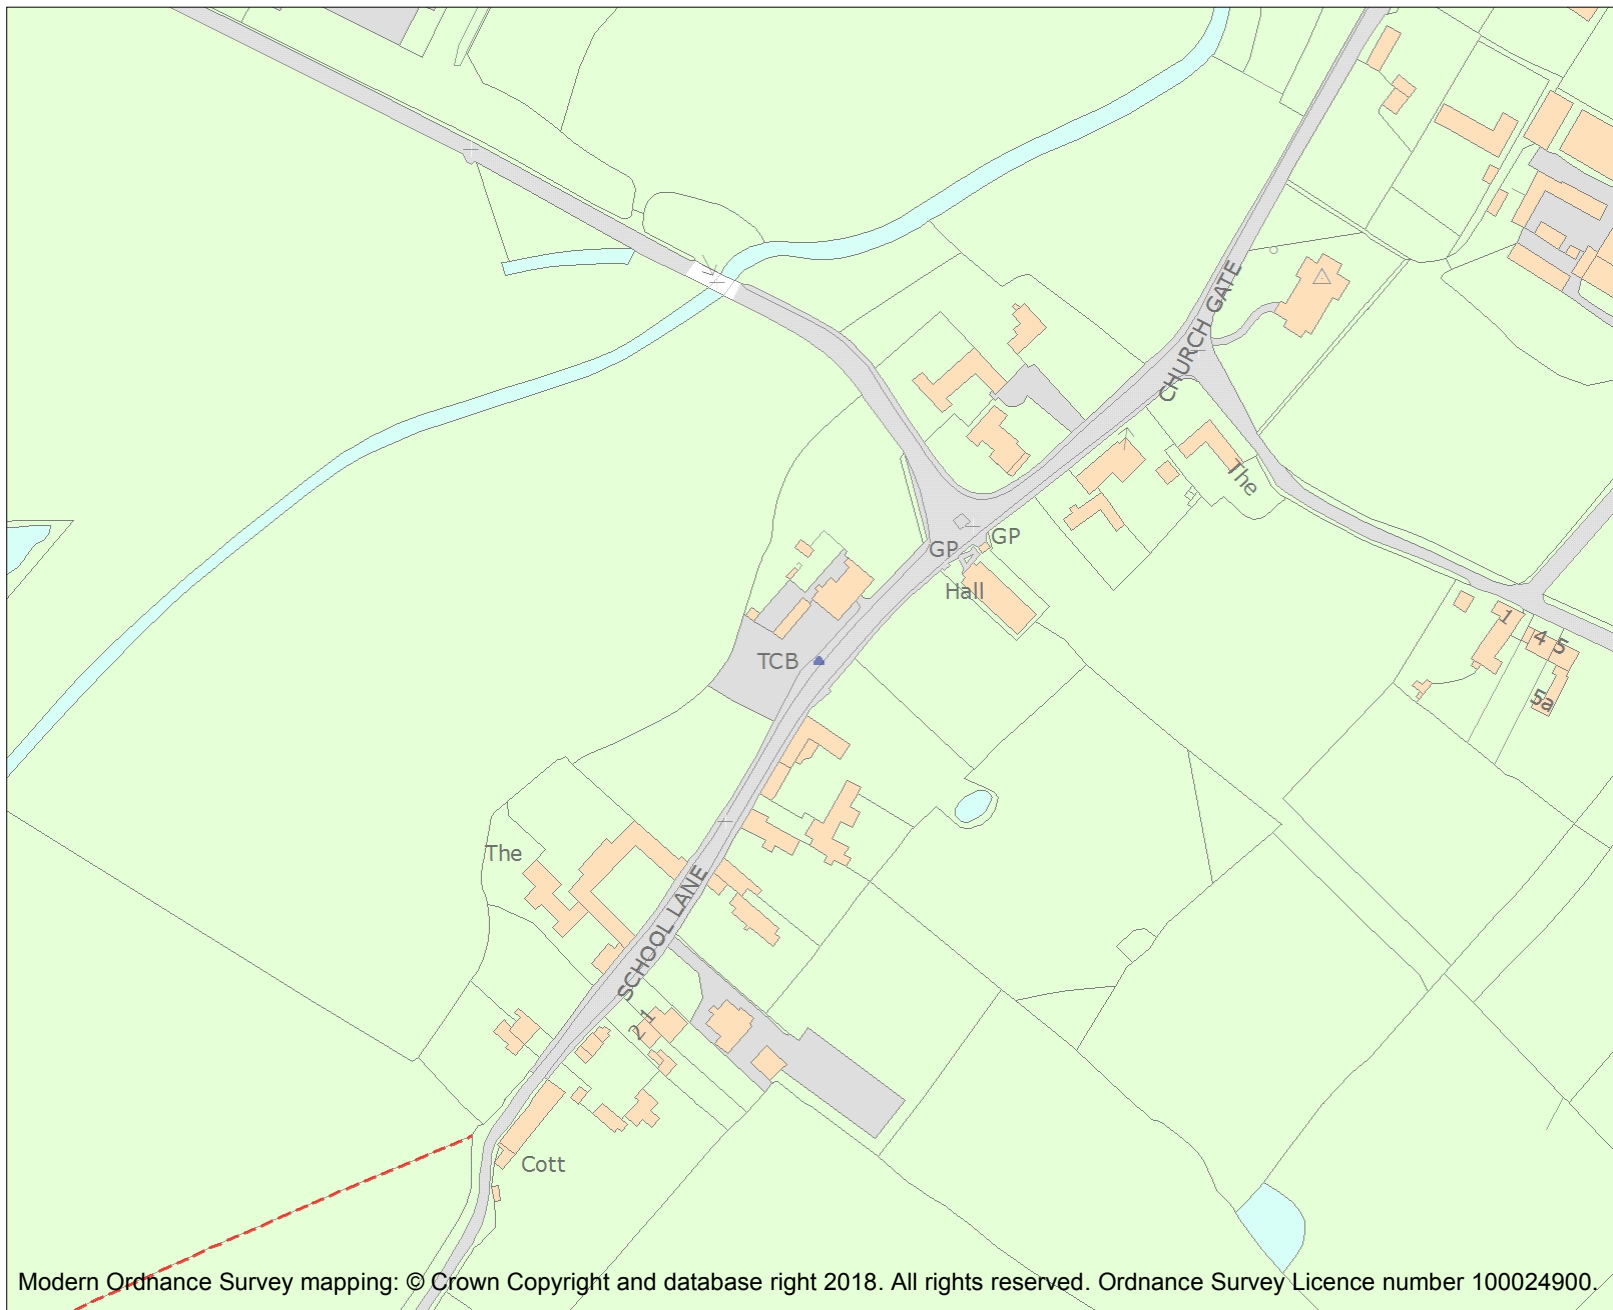 CHURCH GATE
The
GP
GP
Hall
1
4
5
5a
TCB
The
SCHOOL LANE
2 1
Cott
Modern Ordnance Survey mapping: © Crown Copyright and database right 2018. All rights reserved. Ordnance Survey Licence number 100024900.